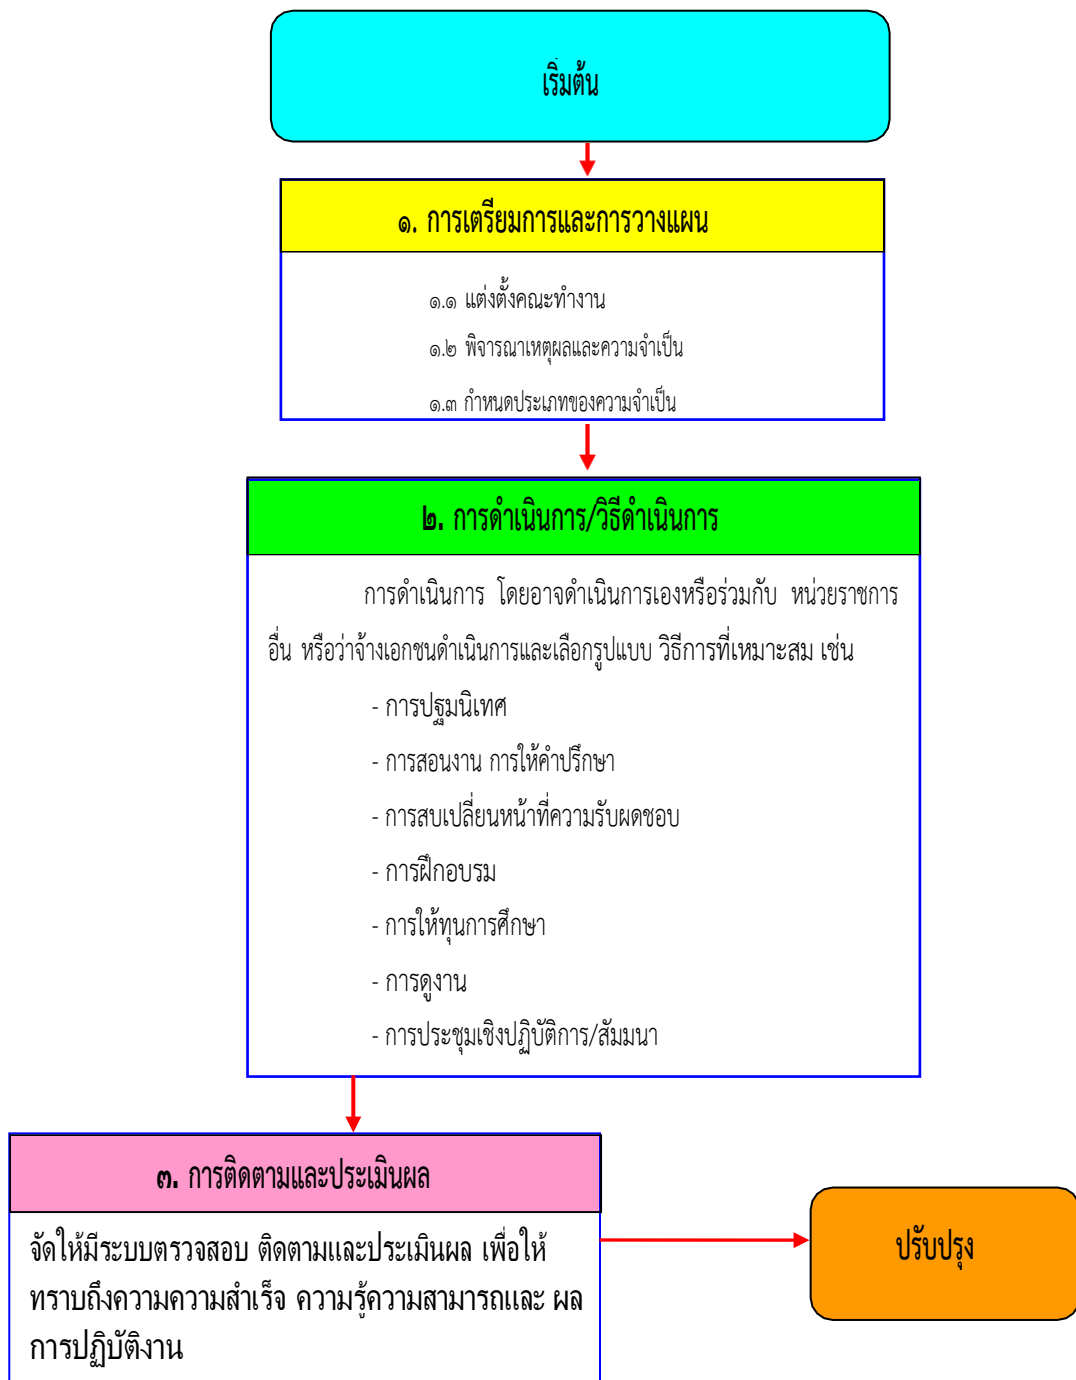 เริ่มต้น
๑. การเตรียมการและการวางแผน
๑.๑ แต่งตั้งคณะทำงาน
๑.๒ พิจารณาเหตุผลและความจำเป็น
๑.๓ กำหนดประเภทของความจำเป็น
๒. การดำเนินการ/วิธีดำเนินการ
การดำเนินการ โดยอาจดำเนินการเองหรือร่วมกับ หน่วยราชการ
อื่น หรือว่าจ้างเอกชนดำเนินการและเลือกรูปแบบ วิธีการที่เหมาะสม เช่น
- การปฐมนิเทศ
- การสอนงาน การให้คำปรึกษา
- การสบเปลี่ยนหน้าที่ความรับผดชอบ
- การฝึกอบรม
- การให้ทุนการศึกษา
- การดูงาน
- การประชุมเชิงปฏิบัติการ/สัมมนา
๓. การติดตามและประเมินผล
จัดให้มีระบบตรวจสอบ ติดตามและประเมินผล เพื่อให้
ทราบถึงความความสำเร็จ ความรู้ความสามารถและ ผล
การปฏิบัติงาน
ปรับปรุง